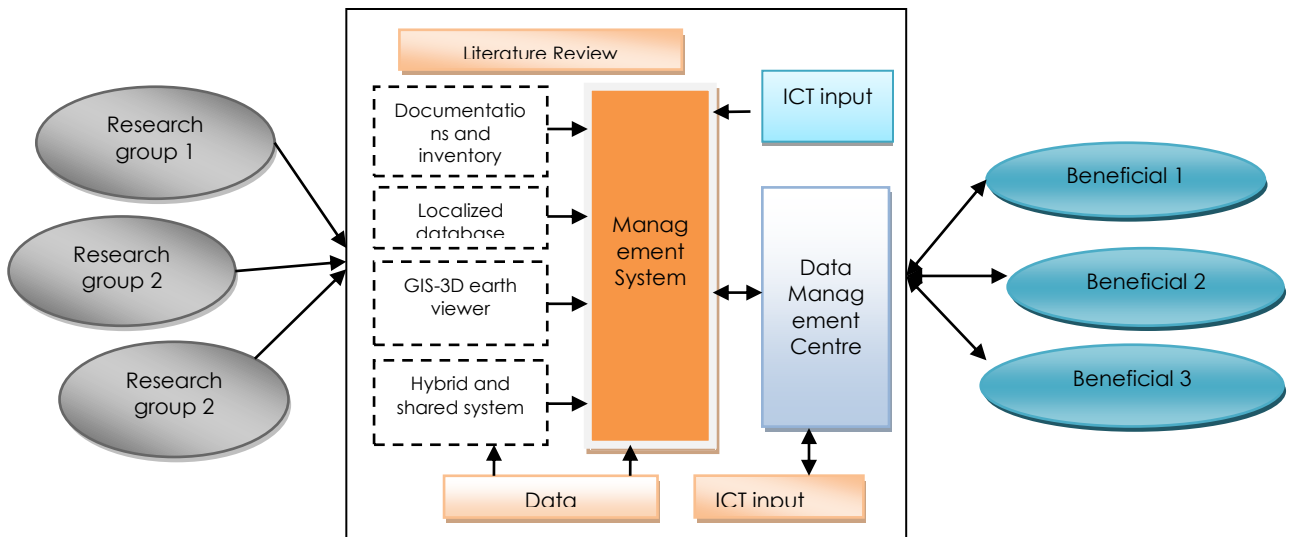 Literature Review
Research
group 1
Research
group 2
Research
group 2
Documentatio
ns and
inventory
Localized
database
GIS-3D earth
viewer
Hybrid and
shared system
Manag
ement
System
ICT input
Data
Manag
ement
Centre
Data
ICT input
Beneficial 1
Beneficial 2
Beneficial 3